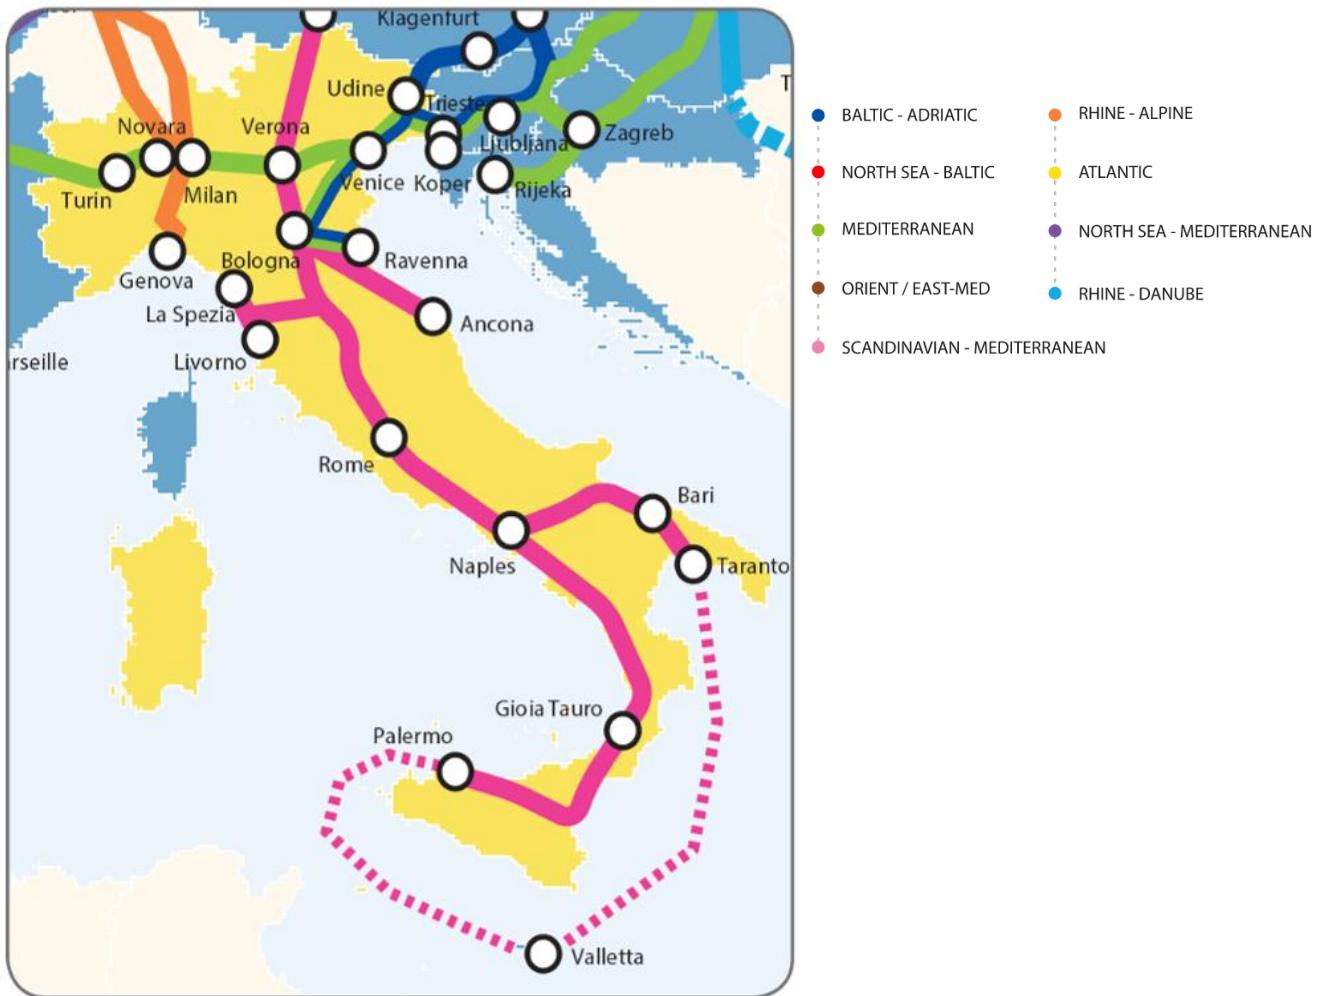 Klagenfurt
Udine
Trieste
Novara
Verona
Ljubljana
Zagreb
Turin
Milan
Venice
Koper
Rijeka
Genova
Bologna
Ravenna
La Spezia
Ancona
rseille
Livorno
Rome
Bari
Naples
Taranto
Gioia Tauro
Palermo
Valletta
BALTIC - ADRIATIC
NORTH SEA - BALTIC
MEDITERRANEAN
ORIENT / EAST-MED
SCANDINAVIAN - MEDITERRANEAN
RHINE - ALPINE
ATLANTIC
NORTH SEA - MEDITERRANEAN
RHINE - DANUBE